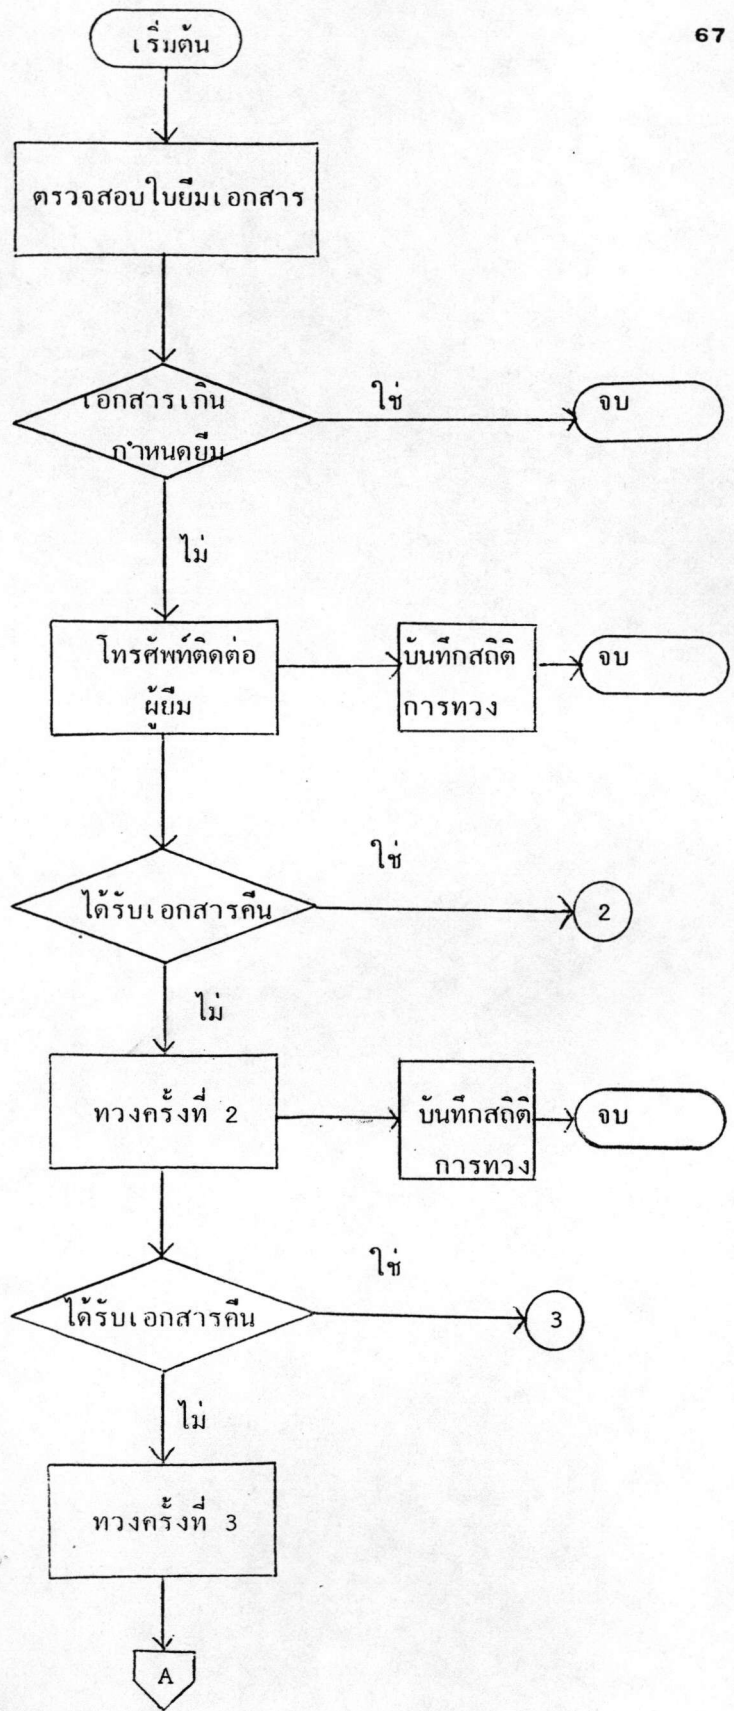 67
เริ่มต้น
ตรวจสอบใบยืมเอกสาร
เอกสารเกิน
กำหนดยืม
ใช่
จบ
ไม่
โทรศัพท์ติดต่อ
ผู้ยืม
บันทึกสถิติ
การทวง
จบ
ได้รับเอกสารคืน
ใช่
2
ไม่
ทวงครั้งที่ 2
บันทึกสถิติ
การทวง
จบ
ได้รับเอกสารคืน
ใช่
3
ไม่
ทวงครั้งที่ 3
A